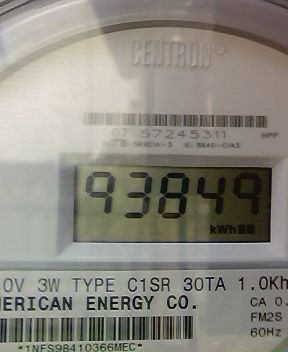 CENTRON®
07 57245311 HPP
93849
kWh
0V 3W TYPE C1SR 30TA 1.0Kh
MERICAN ENERGY CO. CA 0.
FM2S
60Hz
*1NFS98410366MEC*